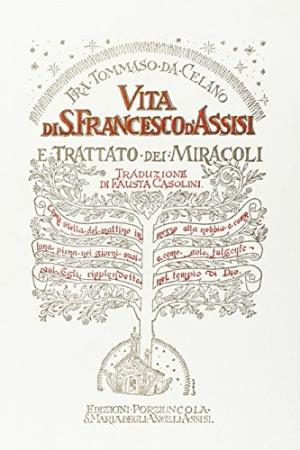 FRA·TOMMASO·DA·CELANO
VITA
DI S. FRANCESCO D'ASSISI
E·TRATTATO·DEI·MIRACOLI
TRADUZIONE
DI FAUSTA CASOLINI.
Come stella del mattino in mezzo alla nebbia e come
luna piena nei giorni suoi e come sole fulgente
così Egli risplendette nel tempio di Dio.
EDIZIONI·PORZIUNCOLA·
S. MARIA DEGLI ANGELI ASSISI.